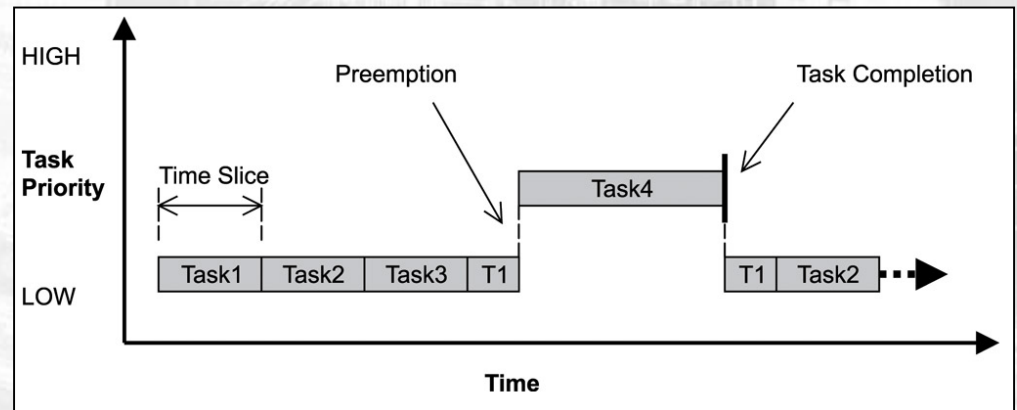 HIGH
Preemption
Task Completion
Task
Priority
Time Slice
Task4
Task1
Task2
Task3
T1
T1
Task2
LOW
Time